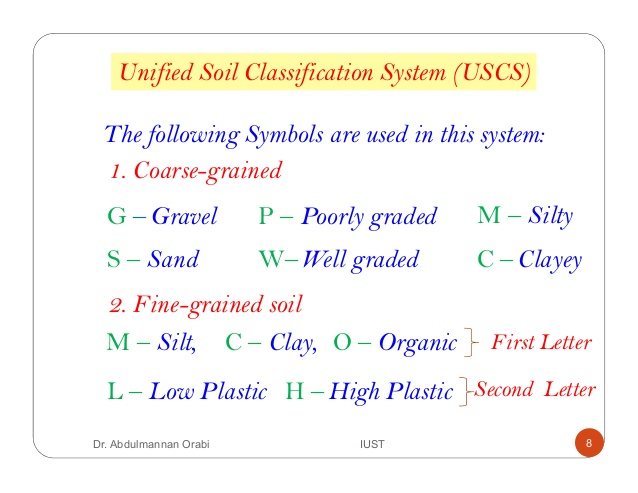 Unified Soil Classification System (USCS)
The following Symbols are used in this system:
1. Coarse-grained
G – Gravel P – Poorly graded M – Silty
S – Sand W– Well graded C – Clayey
2. Fine-grained soil
M – Silt, C – Clay, O – Organic First Letter
L – Low Plastic H – High Plastic Second Letter
Dr. Abdulmannan Orabi IUST 8